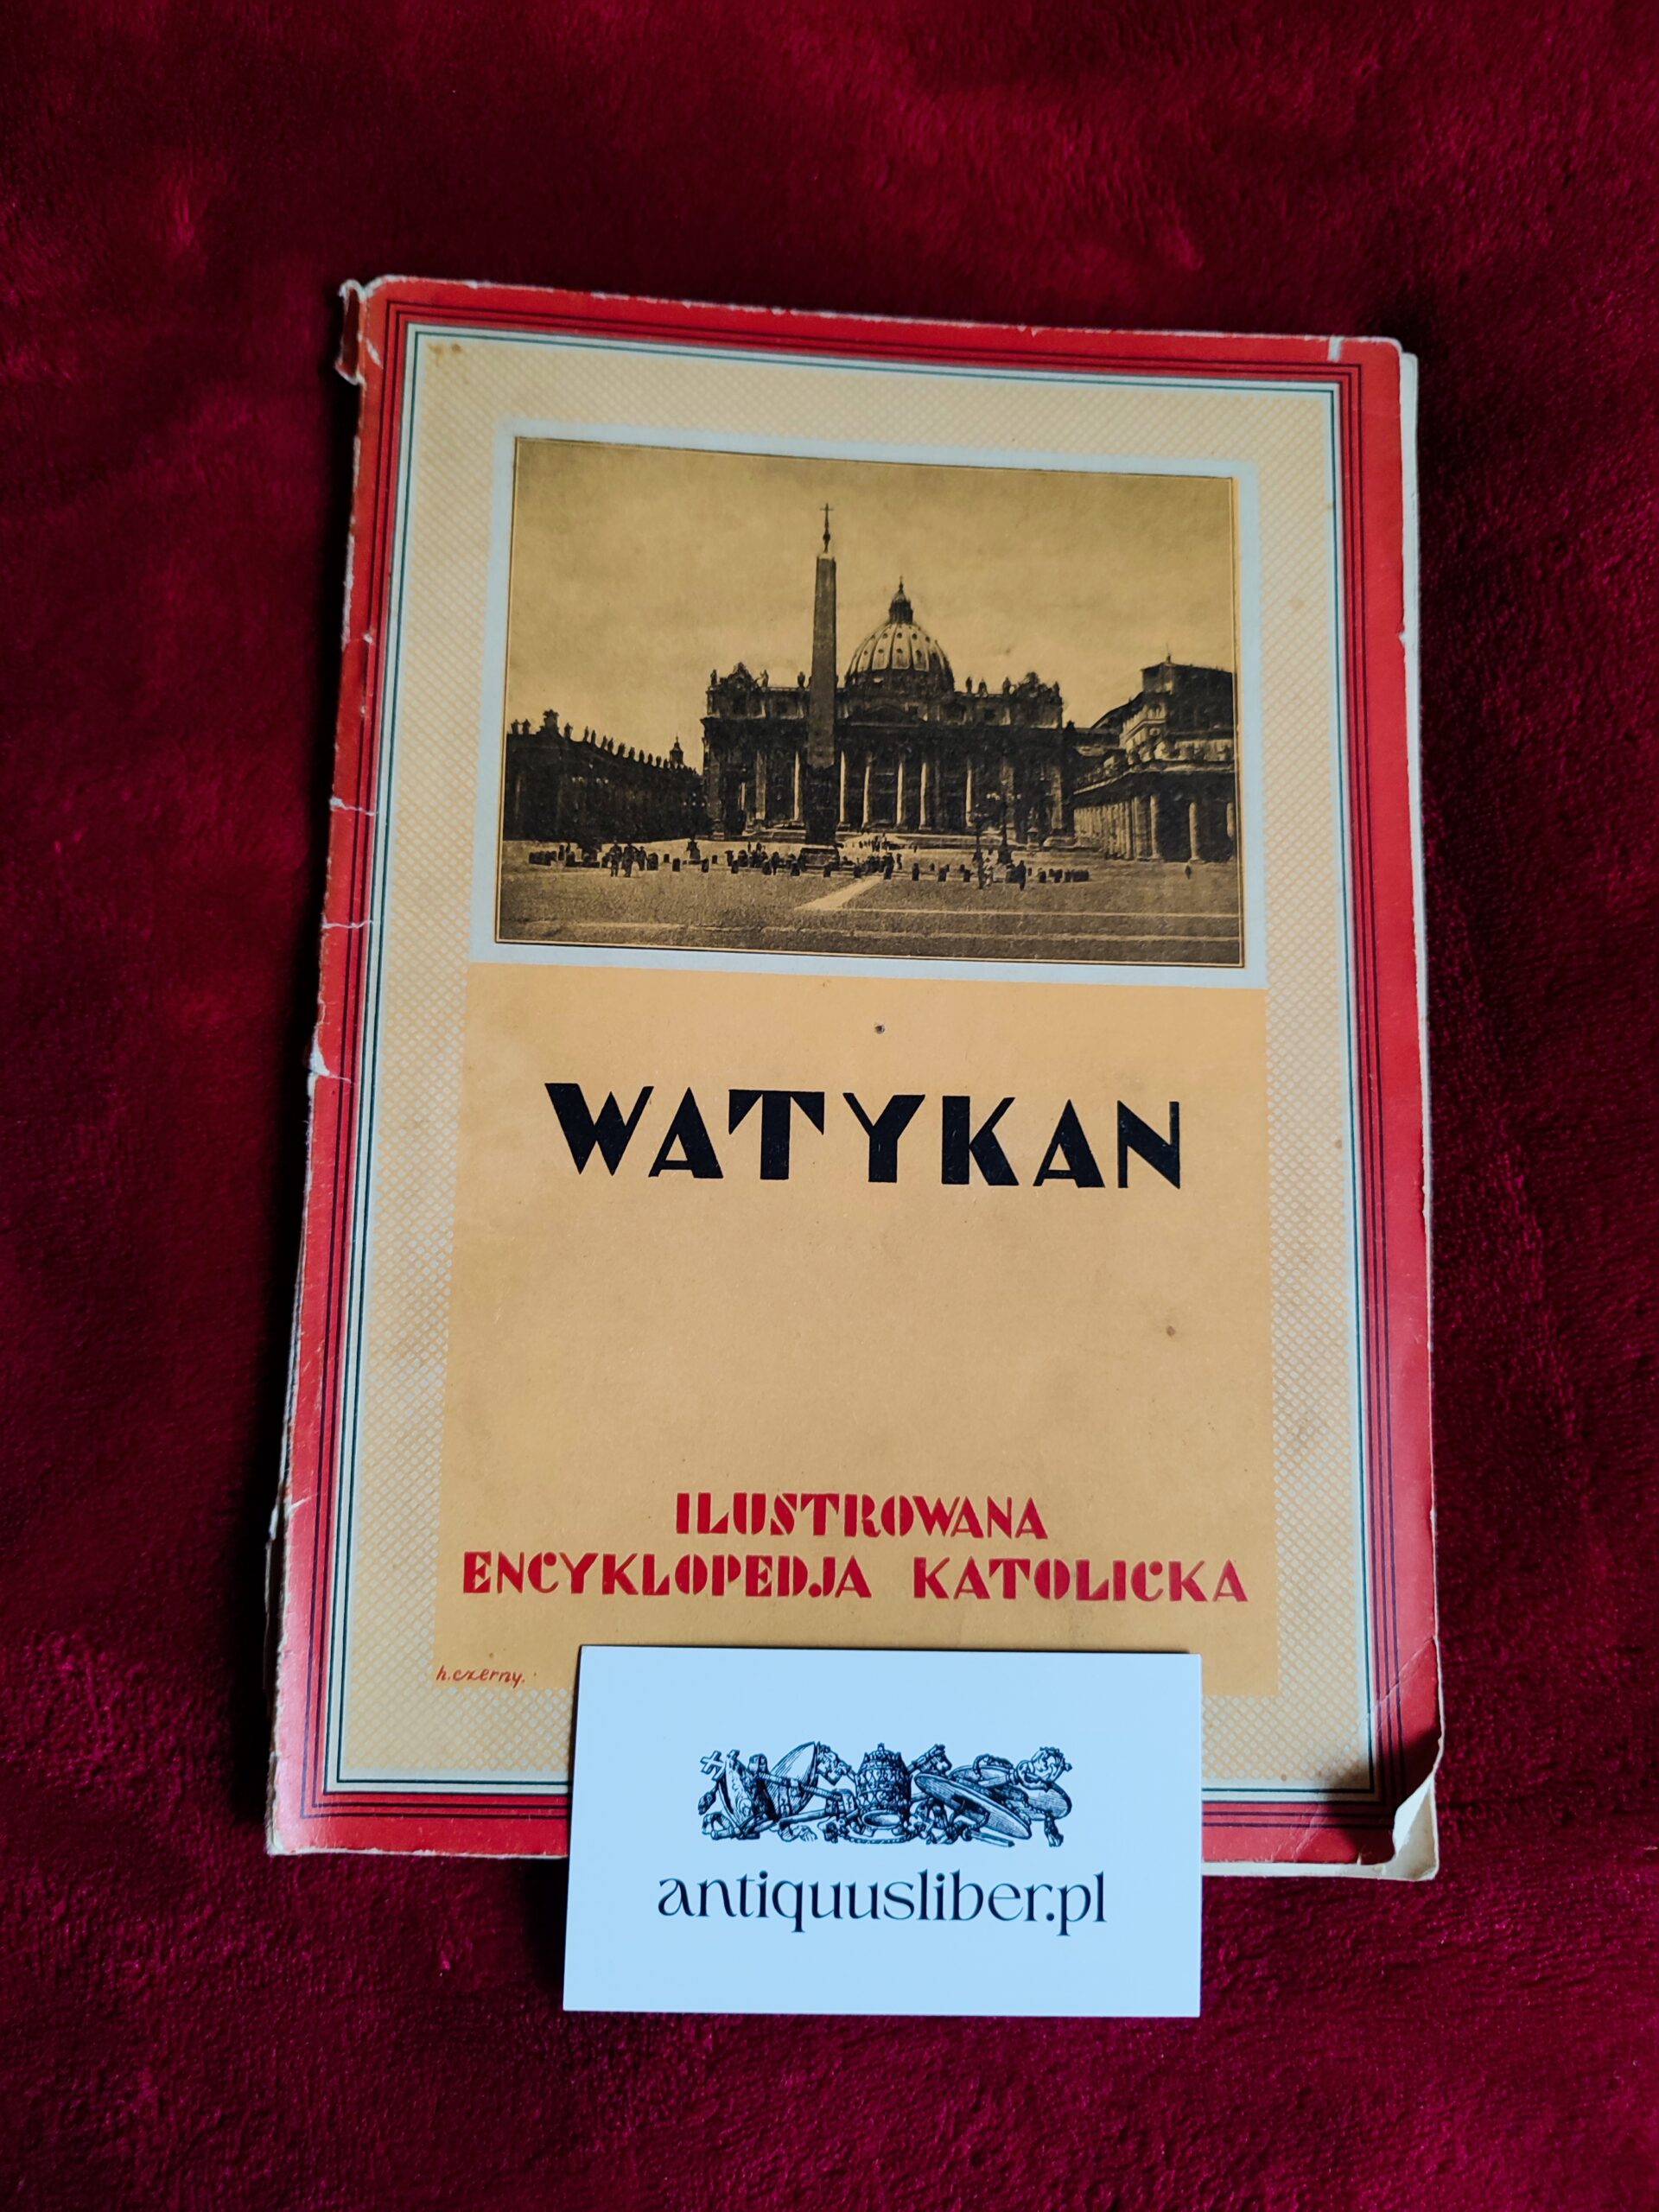 WATYKAN
ILUSTROWANA
ENCYKLOPEDJA KATOLICKA
h.czerny.
antiquusliber.pl